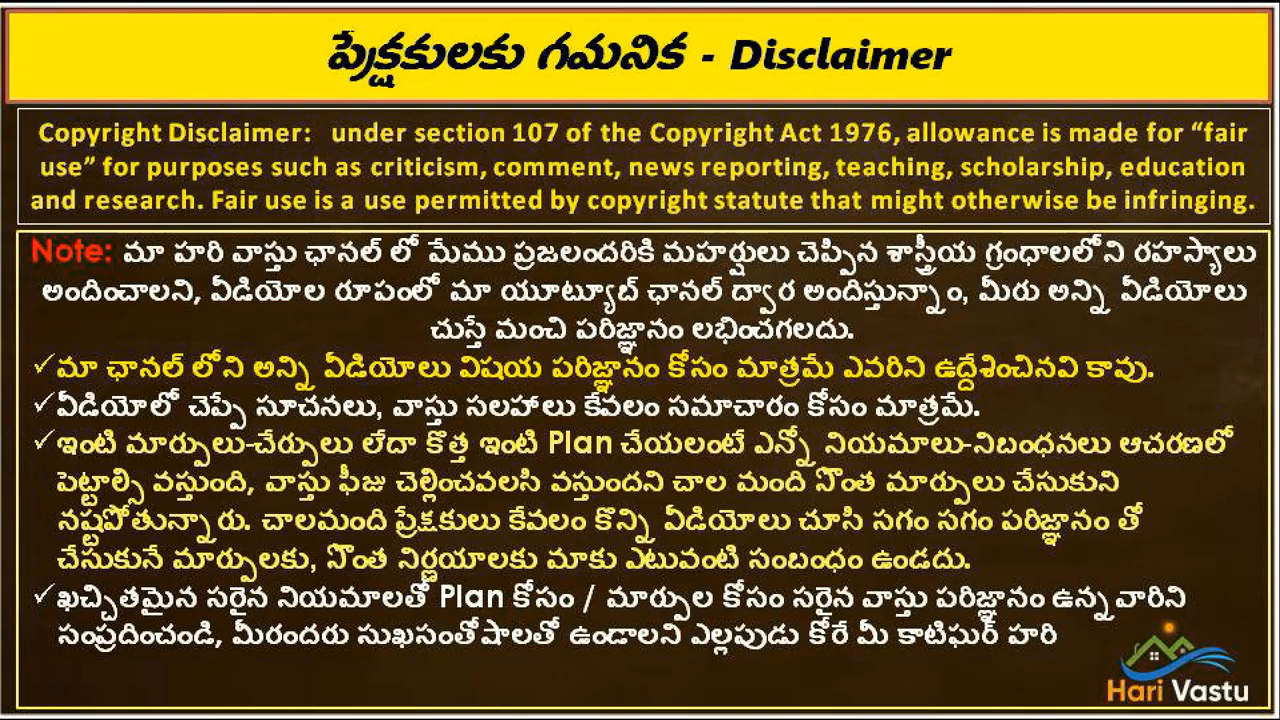 ప్రేక్షకులకు గమనిక - Disclaimer
Copyright Disclaimer: under section 107 of the Copyright Act 1976, allowance is made for “fair
use” for purposes such as criticism, comment, news reporting, teaching, scholarship, education
and research. Fair use is a use permitted by copyright statute that might otherwise be infringing.
Note: మా హరి వాస్తు ఛానల్ లో మేము ప్రజలందరికి మహర్షులు చెప్పిన శాస్త్రీయ గ్రంధాలలోని రహస్యాలు
అందించాలని, వీడియోల రూపంలో మా యూట్యూబ్ ఛానల్ ద్వార అందిస్తున్నాం, మీరు అన్ని వీడియోలు
చుస్తే మంచి పరిజ్ఞానం లభించగలదు.
✓మా ఛానల్ లోని అన్ని వీడియోలు విషయ పరిజ్ఞానం కోసం మాత్రమే ఎవరిని ఉద్దేశించినవి కావు.
✓వీడియోలో చెప్పే సూచనలు, వాస్తు సలహాలు కేవలం సమాచారం కోసం మాత్రమే.
✓ఇంటి మార్పులు-చేర్పులు లేదా కొత్త ఇంటి Plan చేయలంటే ఎన్నో నియమాలు-నిబంధనలు ఆచరణలో
పెట్టాల్సి వస్తుంది, వాస్తు ఫీజు చెల్లించవలసి వస్తుందని చాల మంది సొంత మార్పులు చేసుకుని
నష్టపోతున్నారు. చాలమంది ప్రేక్షకులు కేవలం కొన్ని వీడియోలు చూసి సగం సగం పరిజ్ఞానం తో
చేసుకునే మార్పులకు, సొంత నిర్ణయాలకు మాకు ఎటువంటి సంబంధం ఉండదు.
✓ఖచ్చితమైన సరైన నియమాలతో Plan కోసం / మార్పుల కోసం సరైన వాస్తు పరిజ్ఞానం ఉన్నవారిని
సంప్రదించండి, మీరందరు సుఖసంతోషాలతో ఉండాలని ఎల్లపుడు కోరే మీ కాటిఘర్ హరి
Hari Vastu